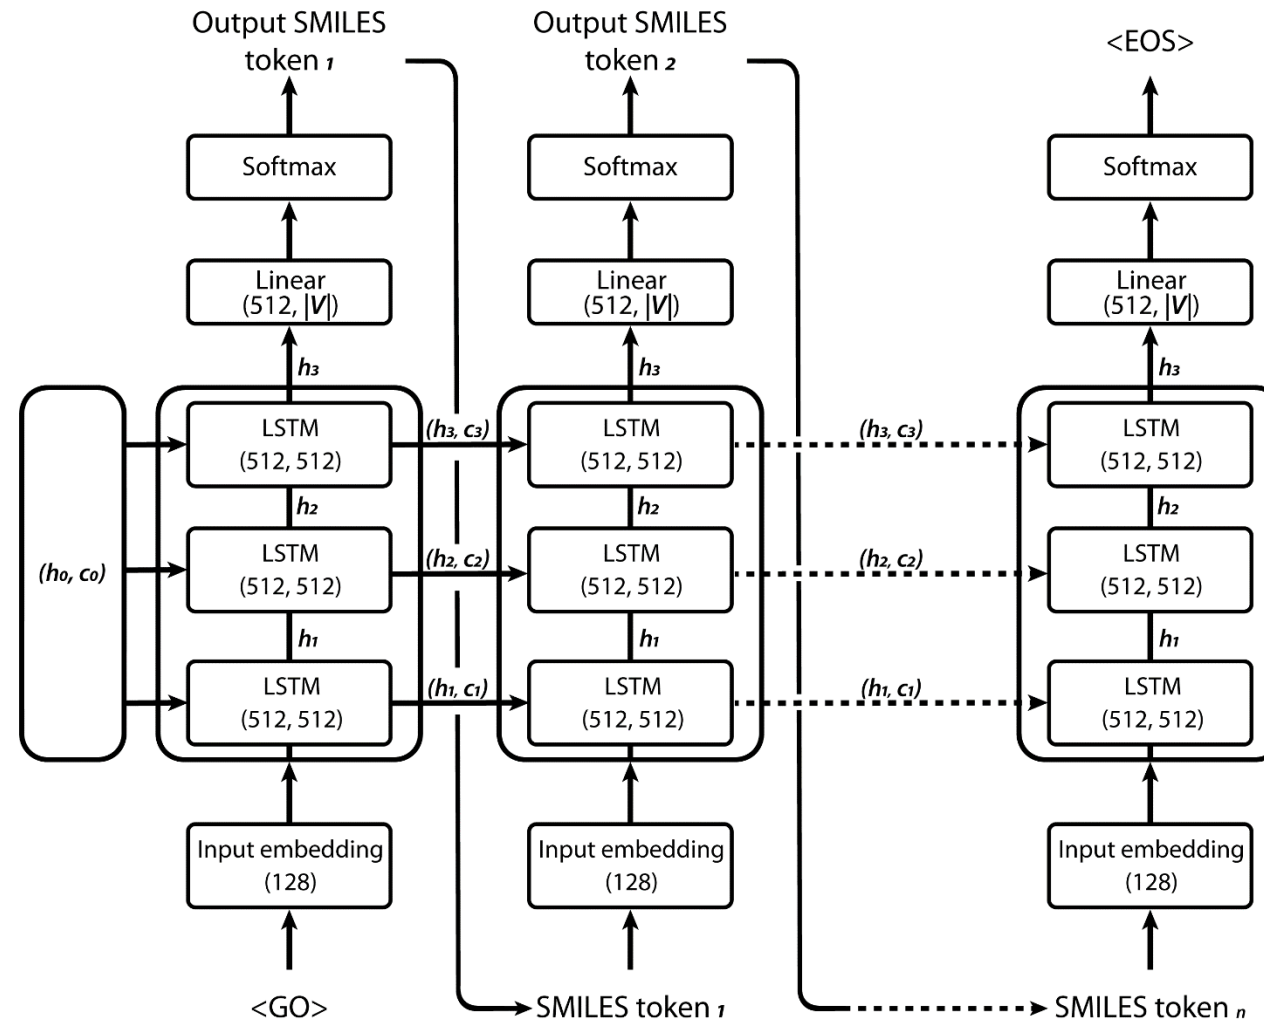 Output SMILES
token 1
Output SMILES
token 2
<EOS>
Softmax
Softmax
Softmax
Linear
(512, |V|)
Linear
(512, |V|)
Linear
(512, |V|)
h3
h3
h3
LSTM
(512, 512)
(h3, c3)
LSTM
(512, 512)
(h3, c3)
LSTM
(512, 512)
h2
h2
h2
(h0, c0)
LSTM
(512, 512)
(h2, c2)
LSTM
(512, 512)
(h2, c2)
LSTM
(512, 512)
h1
h1
h1
LSTM
(512, 512)
(h1, c1)
LSTM
(512, 512)
(h1, c1)
LSTM
(512, 512)
Input embedding
(128)
Input embedding
(128)
Input embedding
(128)
<GO>
SMILES token 1
SMILES token n